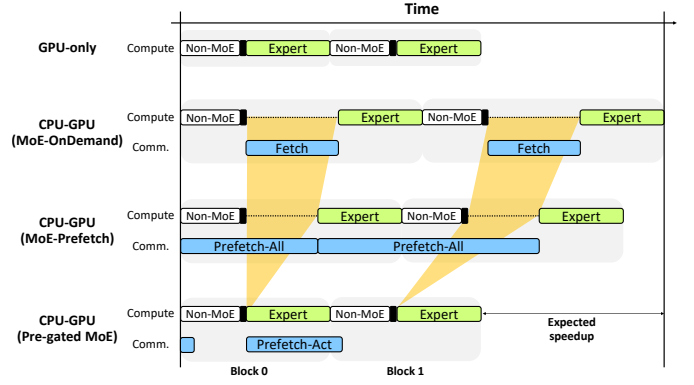 Time
GPU-only
Compute
Non-MoE
Expert
Non-MoE
Expert
CPU-GPU
(MoE-OnDemand)
Compute
Non-MoE
Expert
Non-MoE
Expert
Comm.
Fetch
Fetch
CPU-GPU
(MoE-Prefetch)
Compute
Non-MoE
Expert
Non-MoE
Expert
Comm.
Prefetch-All
Prefetch-All
CPU-GPU
(Pre-gated MoE)
Compute
Non-MoE
Expert
Non-MoE
Expert
Expected
speedup
Comm.
Prefetch-Act
Block 0
Block 1